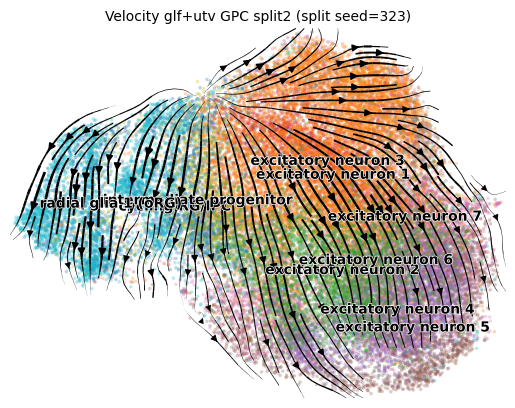 Velocity glf+utv GPC split2 (split seed=323)
excitatory neuron 3
excitatory neuron 1
intermediate progenitor
radial glia
excitatory neuron 7
excitatory neuron 6
excitatory neuron 2
excitatory neuron 4
excitatory neuron 5